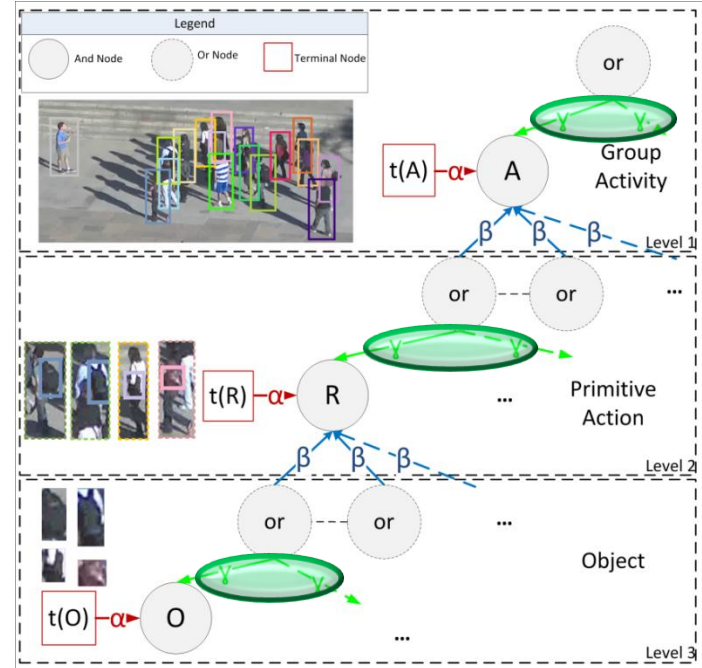 Legend
And Node
Or Node
Terminal Node
or
γ γ
Group
Activity
t(A) α A
β β β
Level 1
or or ...
γ γ
t(R) α R ...
Primitive
Action
Level 2
β β β
or or ...
Object
γ γ
t(O) α O
...
Level 3